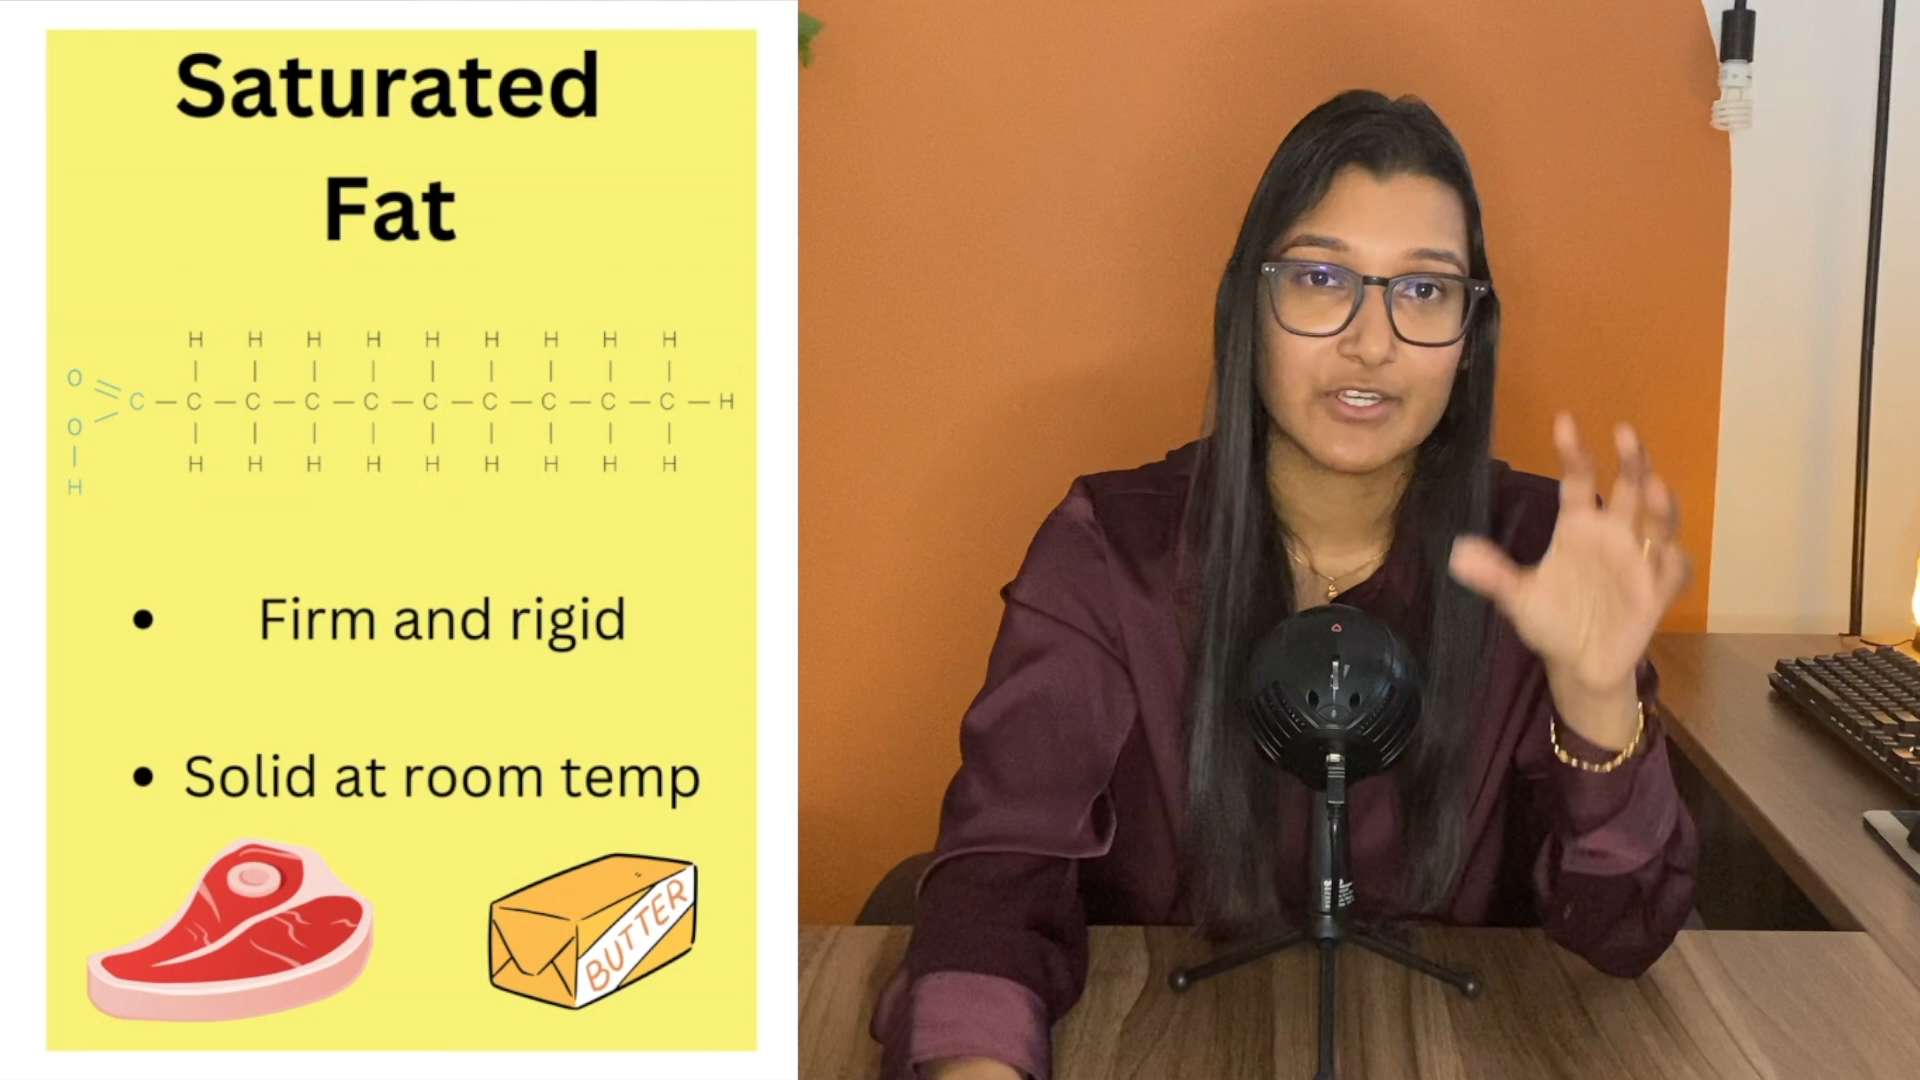 Saturated
Fat
H H H H H H H H H
O
C — C — C — C — C — C — C — C — C — C — H
O
H H H H H H H H H
H
• Firm and rigid
• Solid at room temp
BUTTER